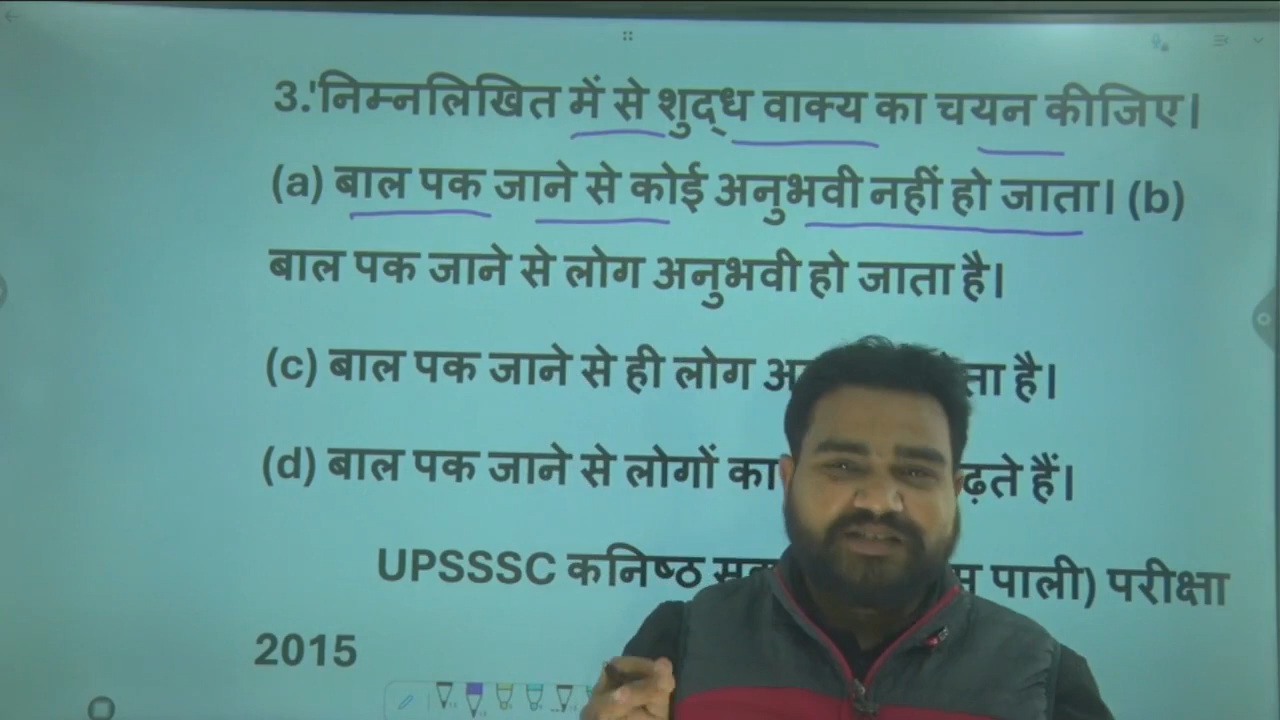 3.'निम्नलिखित में से शुद्ध वाक्य का चयन कीजिए।
(a) बाल पक जाने से कोई अनुभवी नहीं हो जाता। (b)
बाल पक जाने से लोग अनुभवी हो जाता है।
(c) बाल पक जाने से ही लोग है।
(d) बाल पक जाने से लोगों का हैं।
UPSSSC कनिष्ठ पाली) परीक्षा
2015